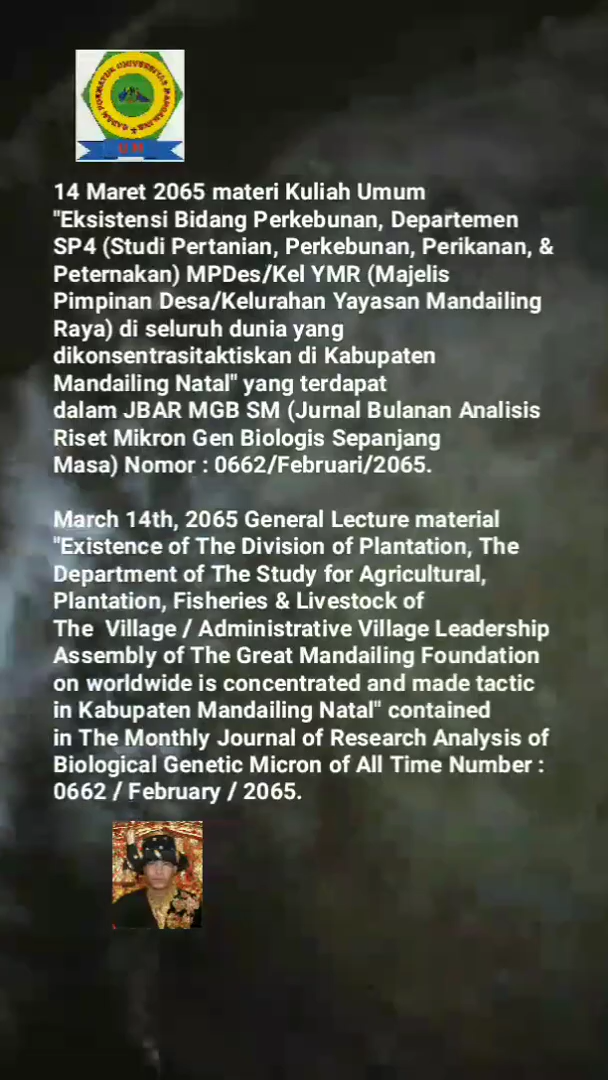 14 Maret 2065 materi Kuliah Umum
"Eksistensi Bidang Perkebunan, Departemen
SP4 (Studi Pertanian, Perkebunan, Perikanan, &
Peternakan) MPDes/Kel YMR (Majelis
Pimpinan Desa/Kelurahan Yayasan Mandailing
Raya) di seluruh dunia yang
dikonsentrasitaktiskan di Kabupaten
Mandailing Natal" yang terdapat
dalam JBAR MGB SM (Jurnal Bulanan Analisis
Riset Mikron Gen Biologis Sepanjang
Masa) Nomor : 0662/Februari/2065.
March 14th, 2065 General Lecture material
"Existence of The Division of Plantation, The
Department of The Study for Agricultural,
Plantation, Fisheries & Livestock of
The Village / Administrative Village Leadership
Assembly of The Great Mandailing Foundation
on worldwide is concentrated and made tactic
in Kabupaten Mandailing Natal" contained
in The Monthly Journal of Research Analysis of
Biological Genetic Micron of All Time Number :
0662 / February / 2065.